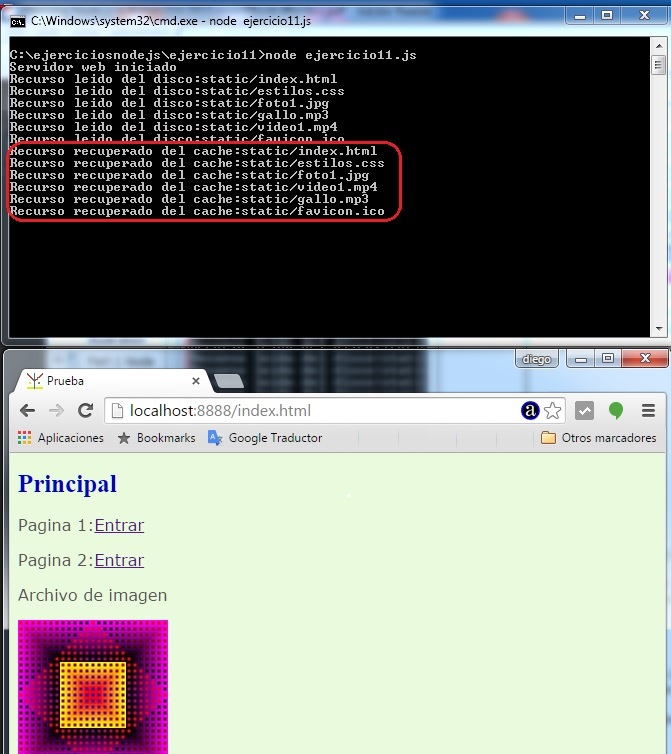 C:\Windows\system32\cmd.exe - node ejercicio11.js
C:\ejerciciosnodejs\ejercicio11>node ejercicio11.js
Servidor web iniciado
Recurso leido del disco:static/index.html
Recurso leido del disco:static/estilos.css
Recurso leido del disco:static/foto1.jpg
Recurso leido del disco:static/gallo.mp3
Recurso leido del disco:static/video1.mp4
Recurso leido del disco:static/favicon.ico
Recurso recuperado del cache:static/index.html
Recurso recuperado del cache:static/estilos.css
Recurso recuperado del cache:static/foto1.jpg
Recurso recuperado del cache:static/video1.mp4
Recurso recuperado del cache:static/gallo.mp3
Recurso recuperado del cache:static/favicon.ico
diego
Prueba
localhost:8888/index.html
a
Aplicaciones Bookmarks Google Traductor Otros marcadores
Principal
Pagina 1:Entrar
Pagina 2:Entrar
Archivo de imagen